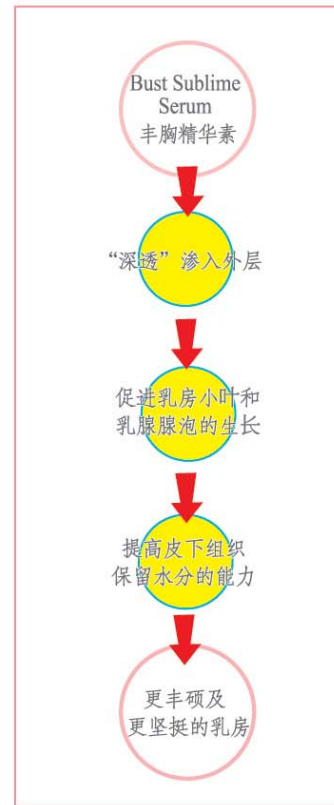 Bust Sublime
Serum
丰胸精华素
“深透”渗入外层
促进乳房小叶和
乳腺腺泡的生长
提高皮下组织
保留水分的能力
更丰硕及
更坚挺的乳房